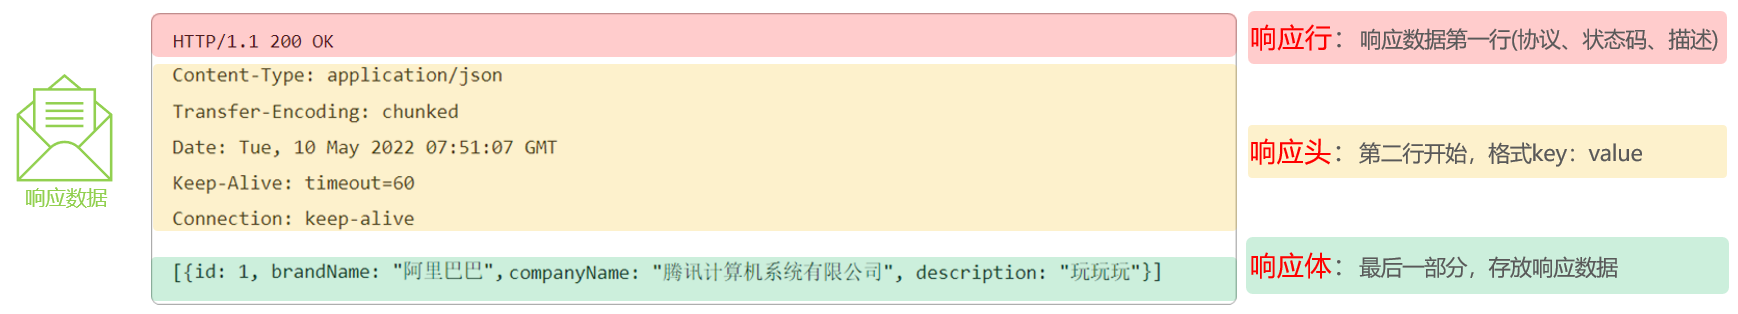 HTTP/1.1 200 OK
响应行：响应数据第一行(协议、状态码、描述)
Content-Type: application/json
Transfer-Encoding: chunked
Date: Tue, 10 May 2022 07:51:07 GMT
Keep-Alive: timeout=60
Connection: keep-alive
响应头：第二行开始，格式key：value
响应数据
[{id: 1, brandName: "阿里巴巴",companyName: "腾讯计算机系统有限公司", description: "玩玩玩"}]
响应体：最后一部分，存放响应数据